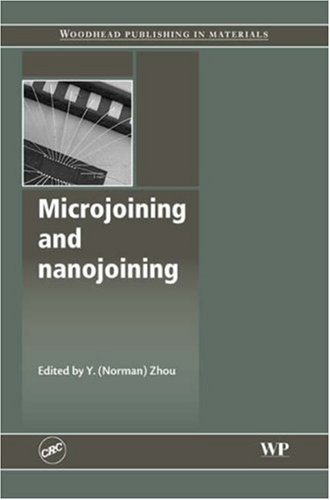 WOODHEAD PUBLISHING IN MATERIALS
Microjoining
and
nanojoining
Edited by Y. (Norman) Zhou
CRC
WP